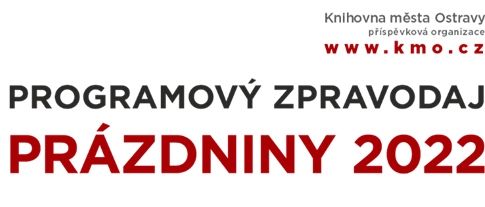 Knihovna města Ostravy
příspěvková organizace
www.kmo.cz
PROGRAMOVÝ ZPRAVODAJ
PRÁZDNINY 2022